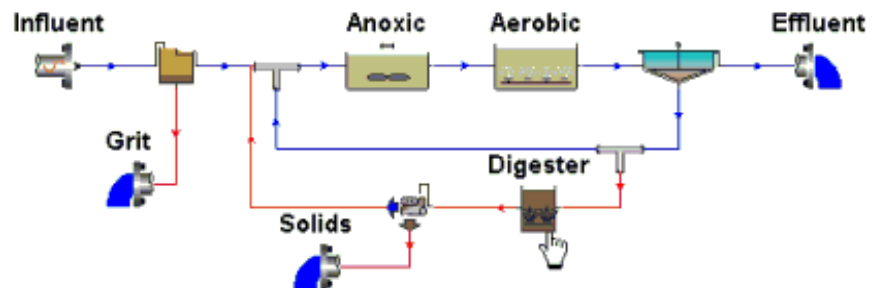 Influent
Anoxic
Aerobic
Effluent
Grit
Digester
Solids